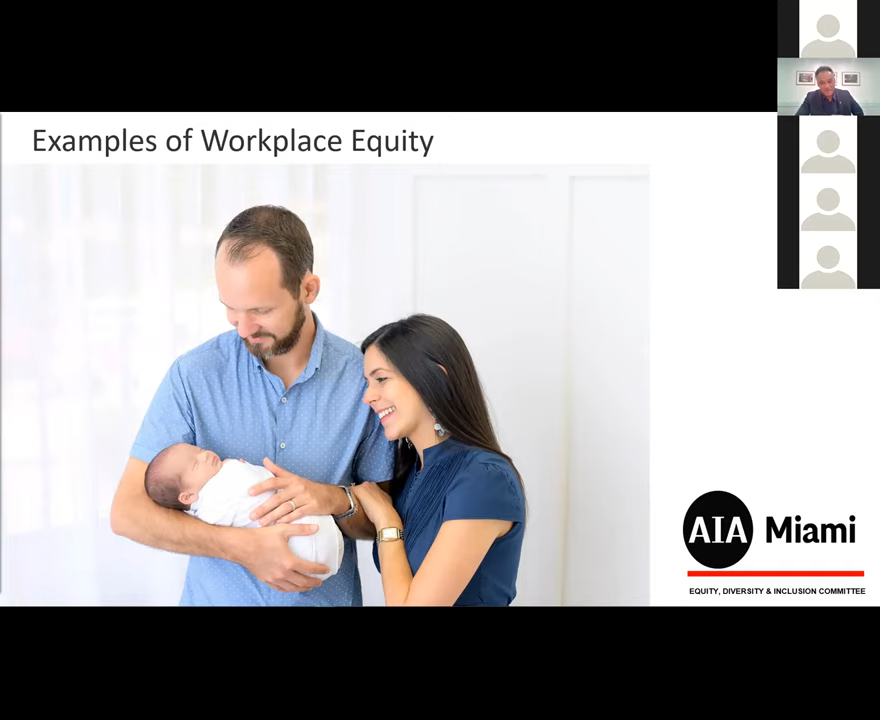 Examples of Workplace Equity
AIA Miami
EQUITY, DIVERSITY & INCLUSION COMMITTEE